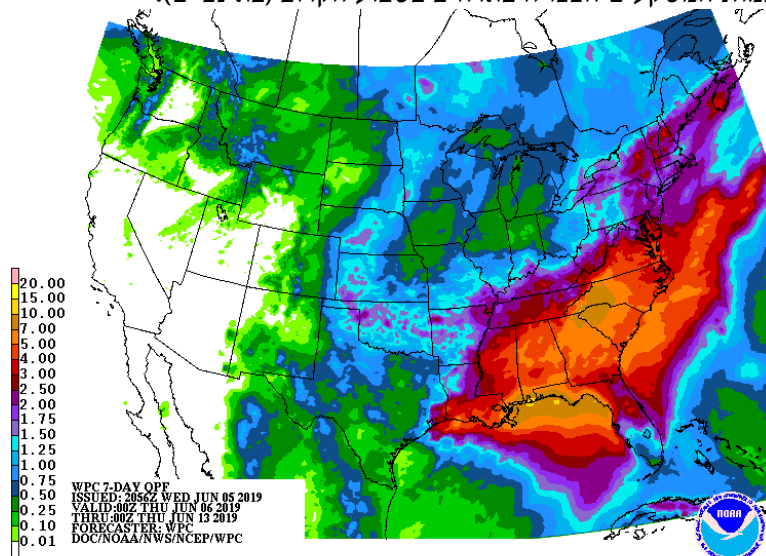 20.00
15.00
10.00
7.00
5.00
4.00
3.00
2.50
2.00
1.75
1.50
1.25
1.00
0.75
0.50
0.25
0.10
0.01
WPC 7-DAY QPF
ISSUED: 2056Z WED JUN 05 2019
VALID:00Z THU JUN 06 2019
THRU:00Z THU JUN 13 2019
FORECASTER: WPC
DOC/NOAA/NWS/NCEP/WPC
NOAA